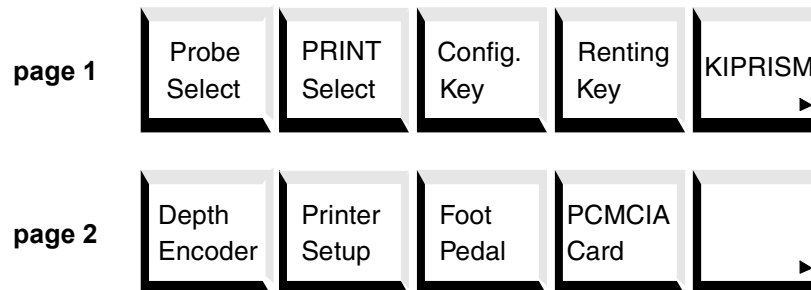 page 1
Probe
Select
PRINT
Select
Config.
Key
Renting
Key
KIPRISM
page 2
Depth
Encoder
Printer
Setup
Foot
Pedal
PCMCIA
Card